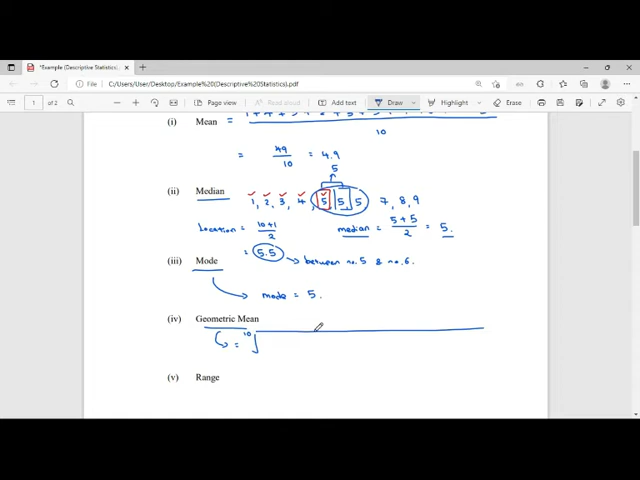 *Example (Descriptive Statistics).pdf
C:/Users/User/Desktop/Example%20(Descriptive%20Statistics).pdf
1 of 2 Page view Add text Draw Highlight Erase
(i) Mean =
10
= 49/10 = 4.9
5
(ii) Median 1, 2, 3, 4, 5, 5, 5 7, 8, 9
Location = 10+1/2 median = 5+5/2 = 5.
= 5.5 → between no.5 & no.6.
(iii) Mode
mode = 5.
(iv) Geometric Mean
= 10√
(v) Range